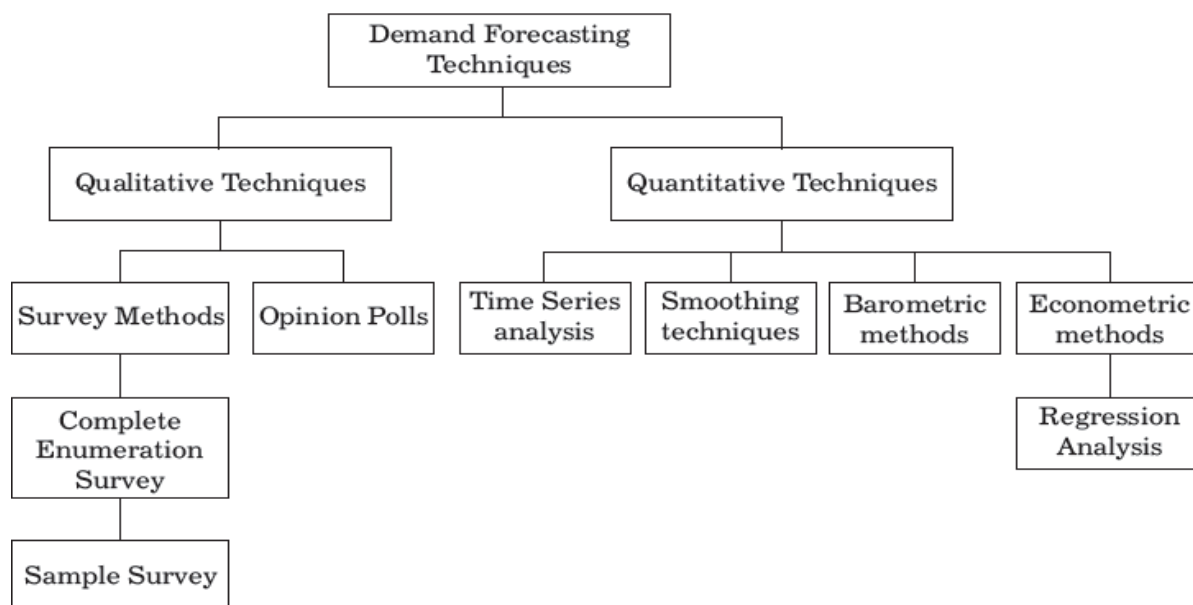 Demand Forecasting
Techniques
Qualitative Techniques
Quantitative Techniques
Survey Methods
Opinion Polls
Time Series
analysis
Smoothing
techniques
Barometric
methods
Econometric
methods
Complete
Enumeration
Survey
Regression
Analysis
Sample Survey